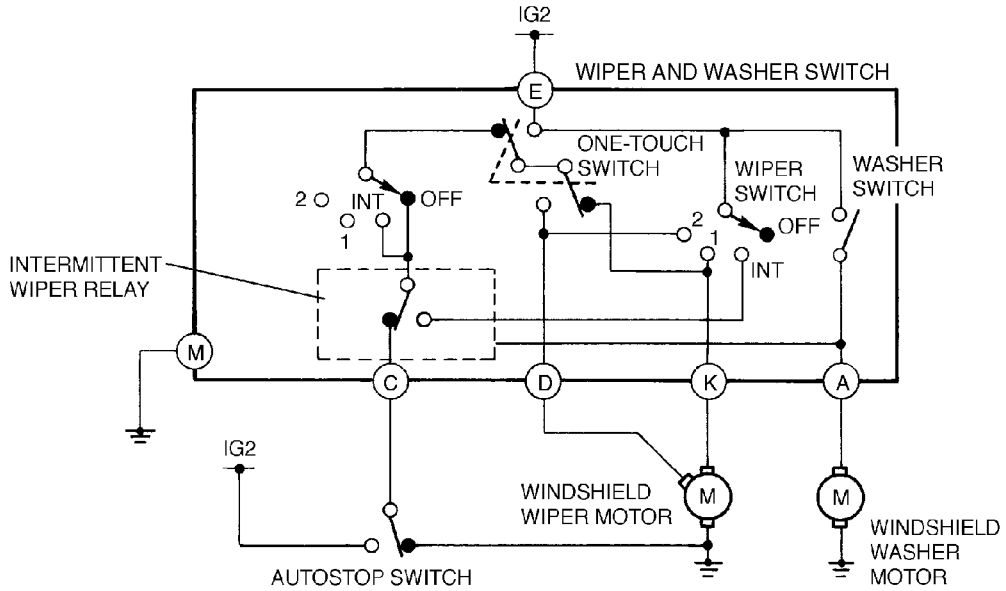 IG2
WIPER AND WASHER SWITCH
E
ONE-TOUCH
SWITCH
WIPER
SWITCH
WASHER
SWITCH
2
INT
OFF
1
2
1
OFF
INT
INTERMITTENT
WIPER RELAY
M
C
D
K
A
IG2
WINDSHIELD
WIPER MOTOR
M
M
WINDSHIELD
WASHER
MOTOR
AUTOSTOP SWITCH